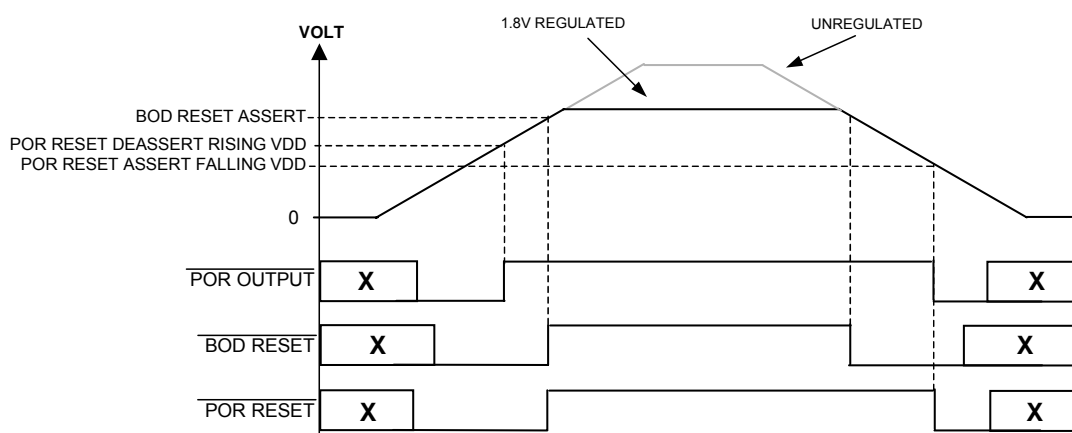 1.8V REGULATED
UNREGULATED
VOLT
BOD RESET ASSERT
POR RESET DEASSERT RISING VDD
POR RESET ASSERT FALLING VDD
0
POR OUTPUT
X
X
BOD RESET
X
X
POR RESET
X
X